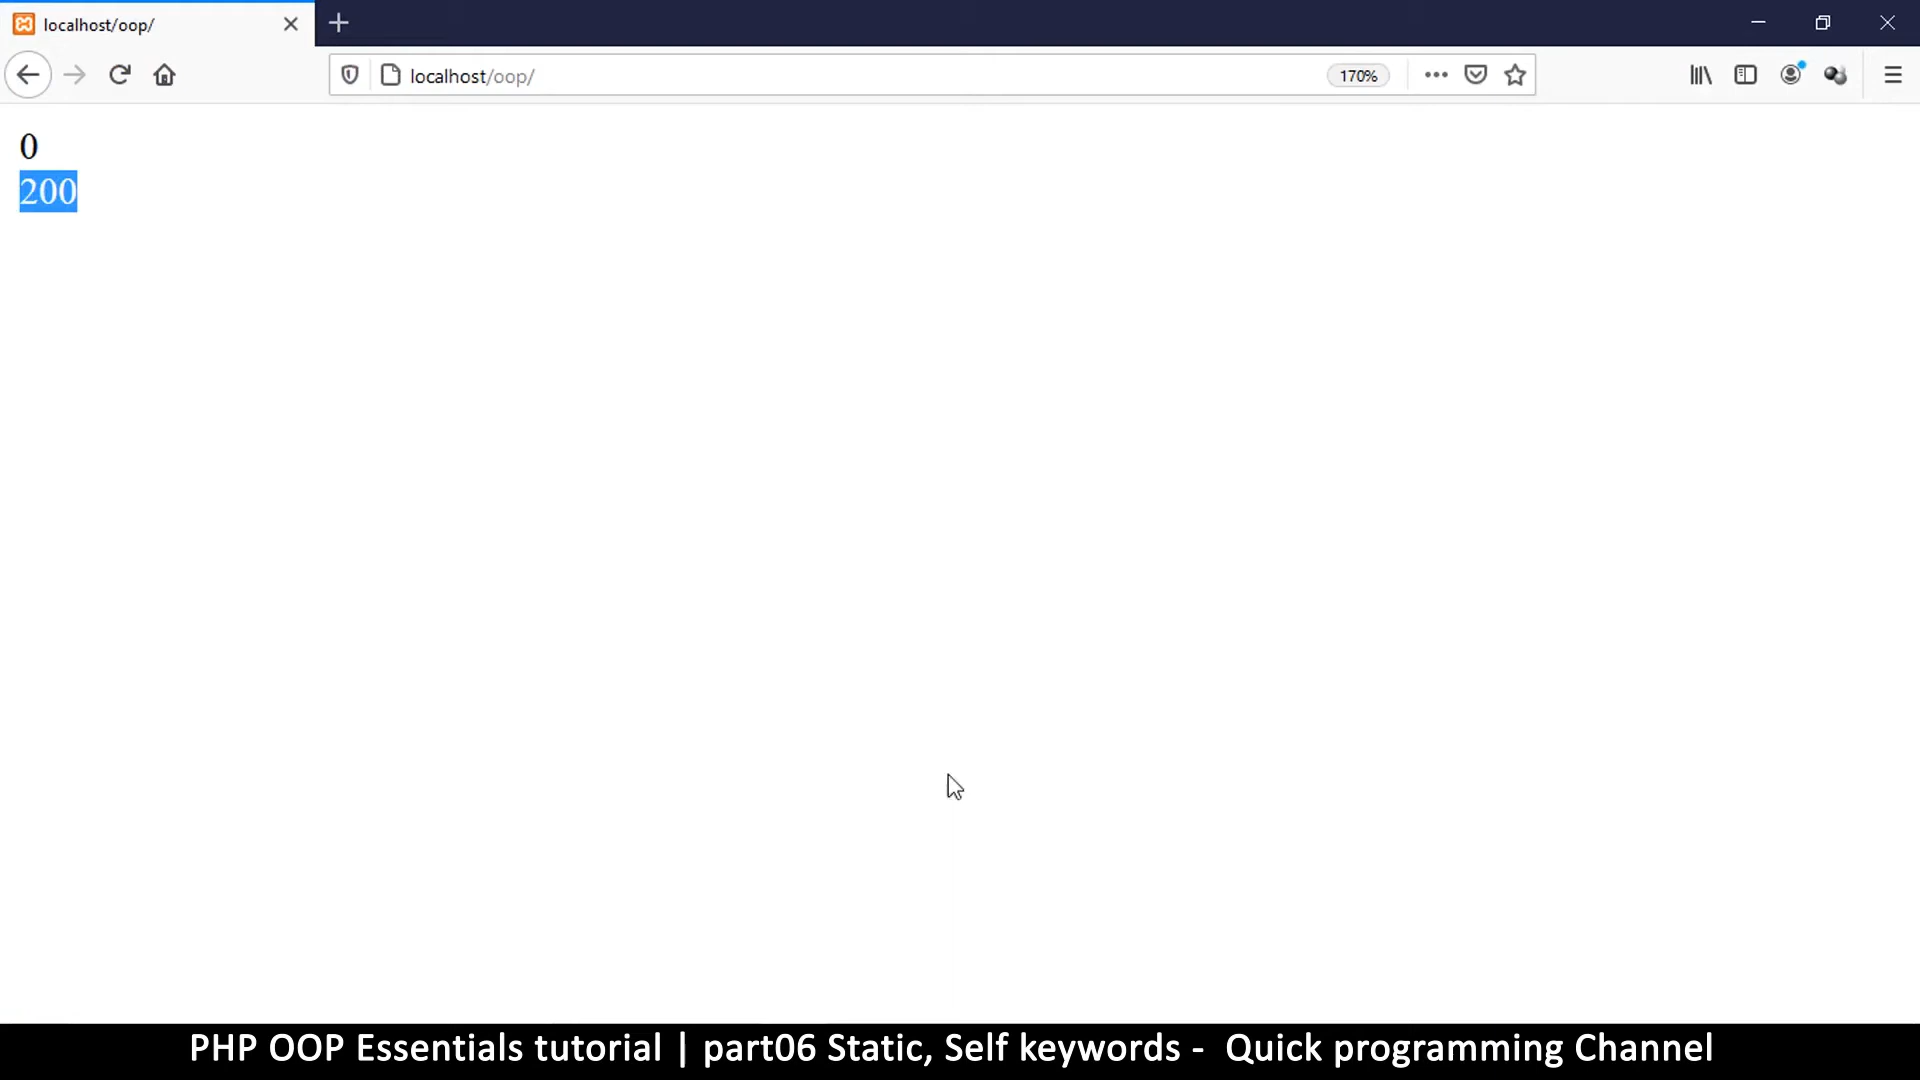 localhost/oop/
localhost/oop/
170%
0
200
PHP OOP Essentials tutorial | part06 Static, Self keywords - Quick programming Channel